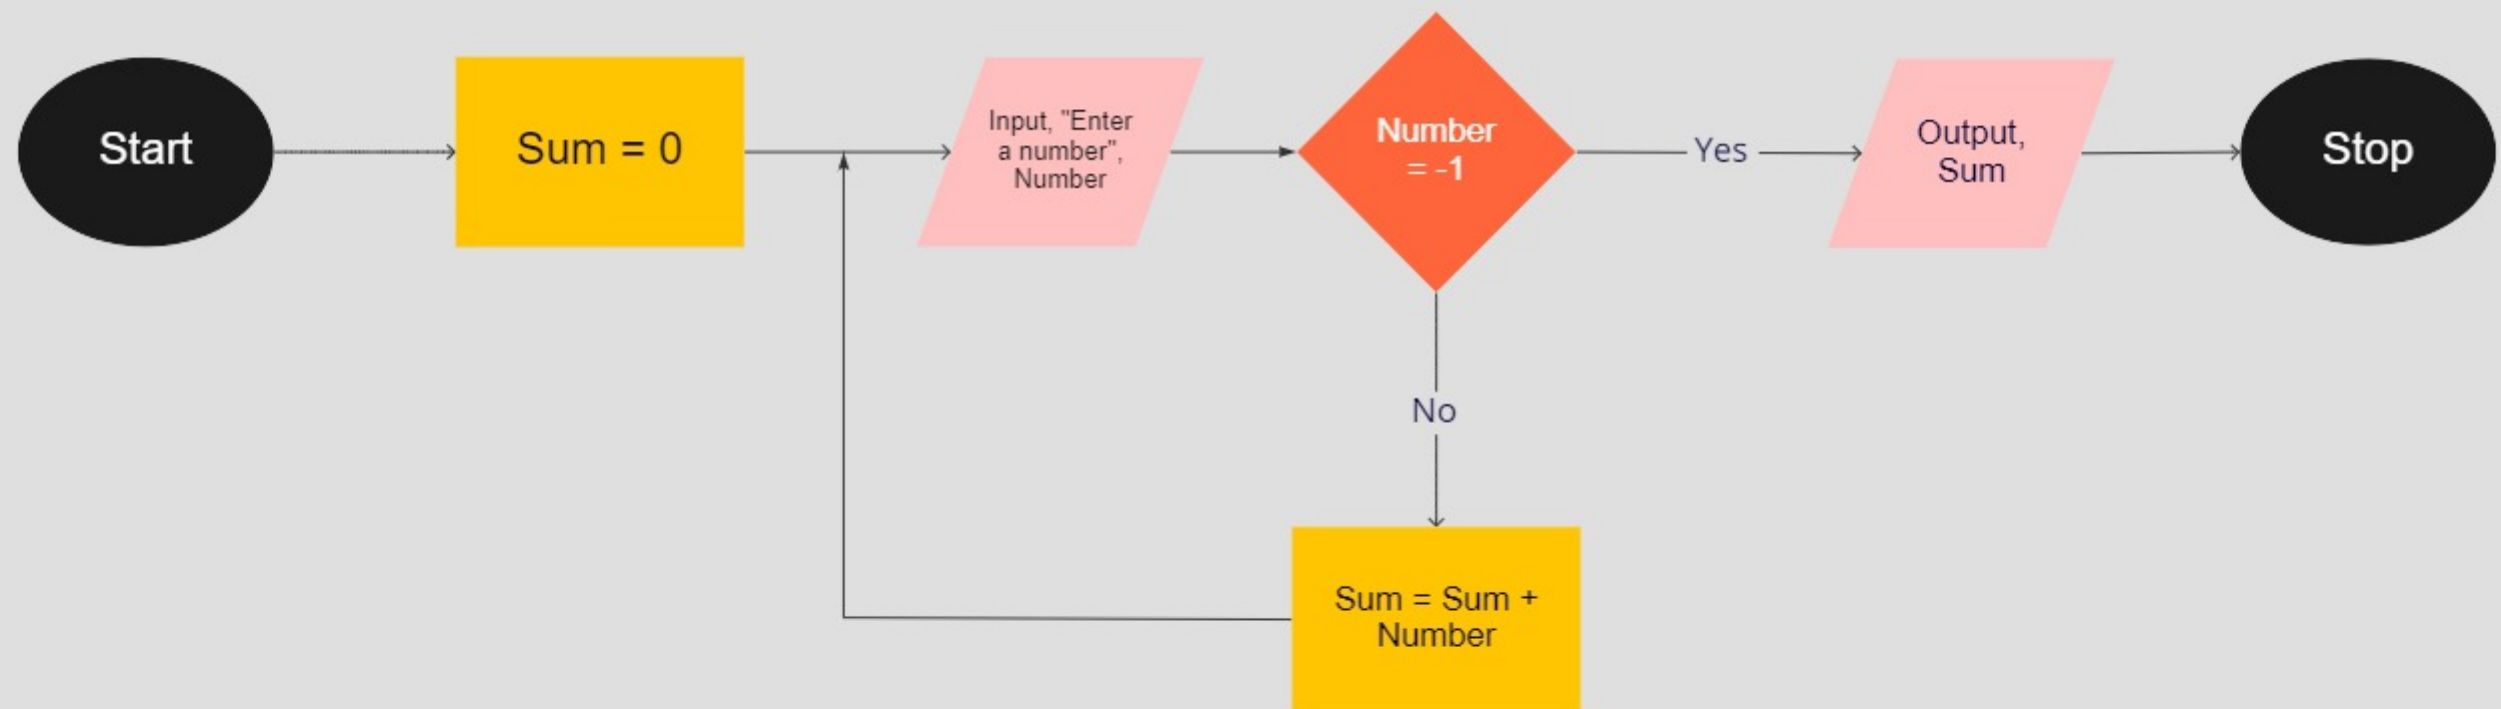 Start
Sum = 0
Input, "Enter
a number",
Number
Number
= -1
Yes
Output,
Sum
Stop
No
Sum = Sum +
Number